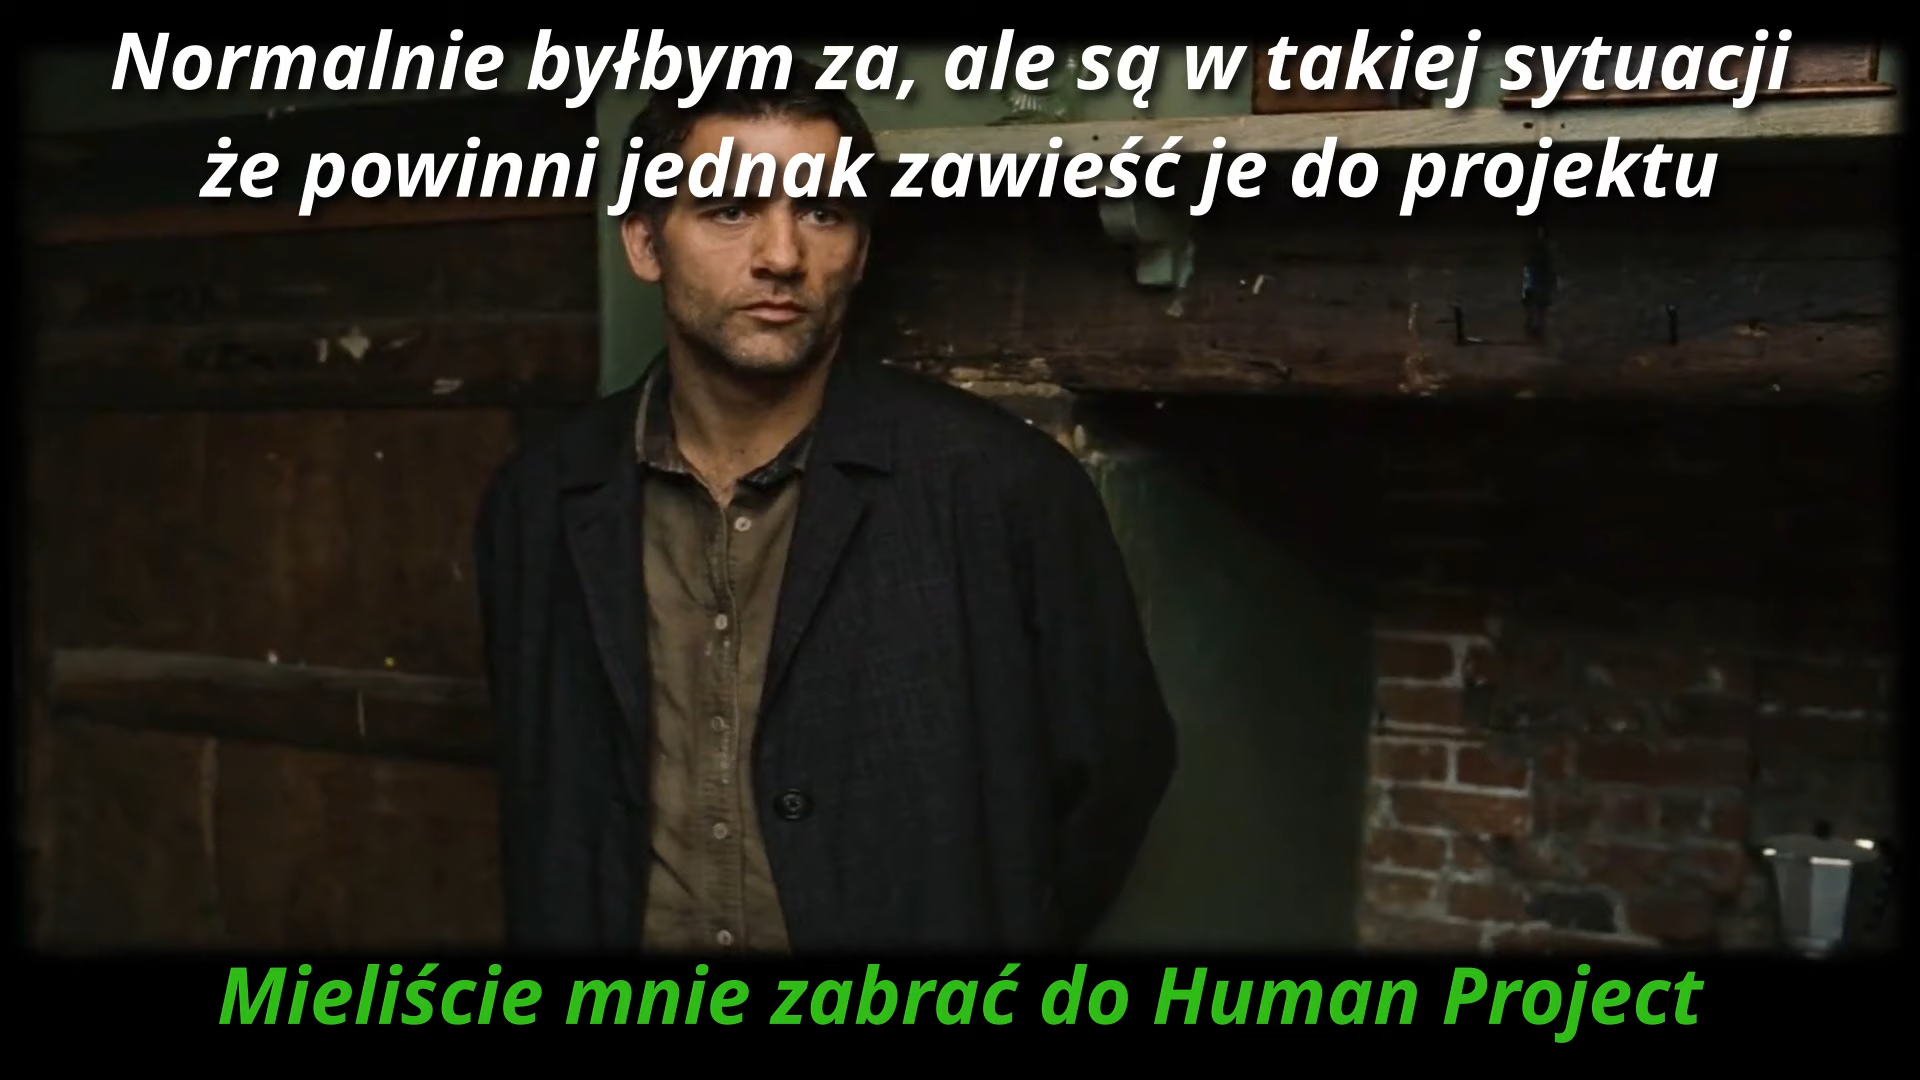 Normalnie byłbym za, ale są w takiej sytuacji
że powinni jednak zawieść je do projektu
Mieliście mnie zabrać do Human Project